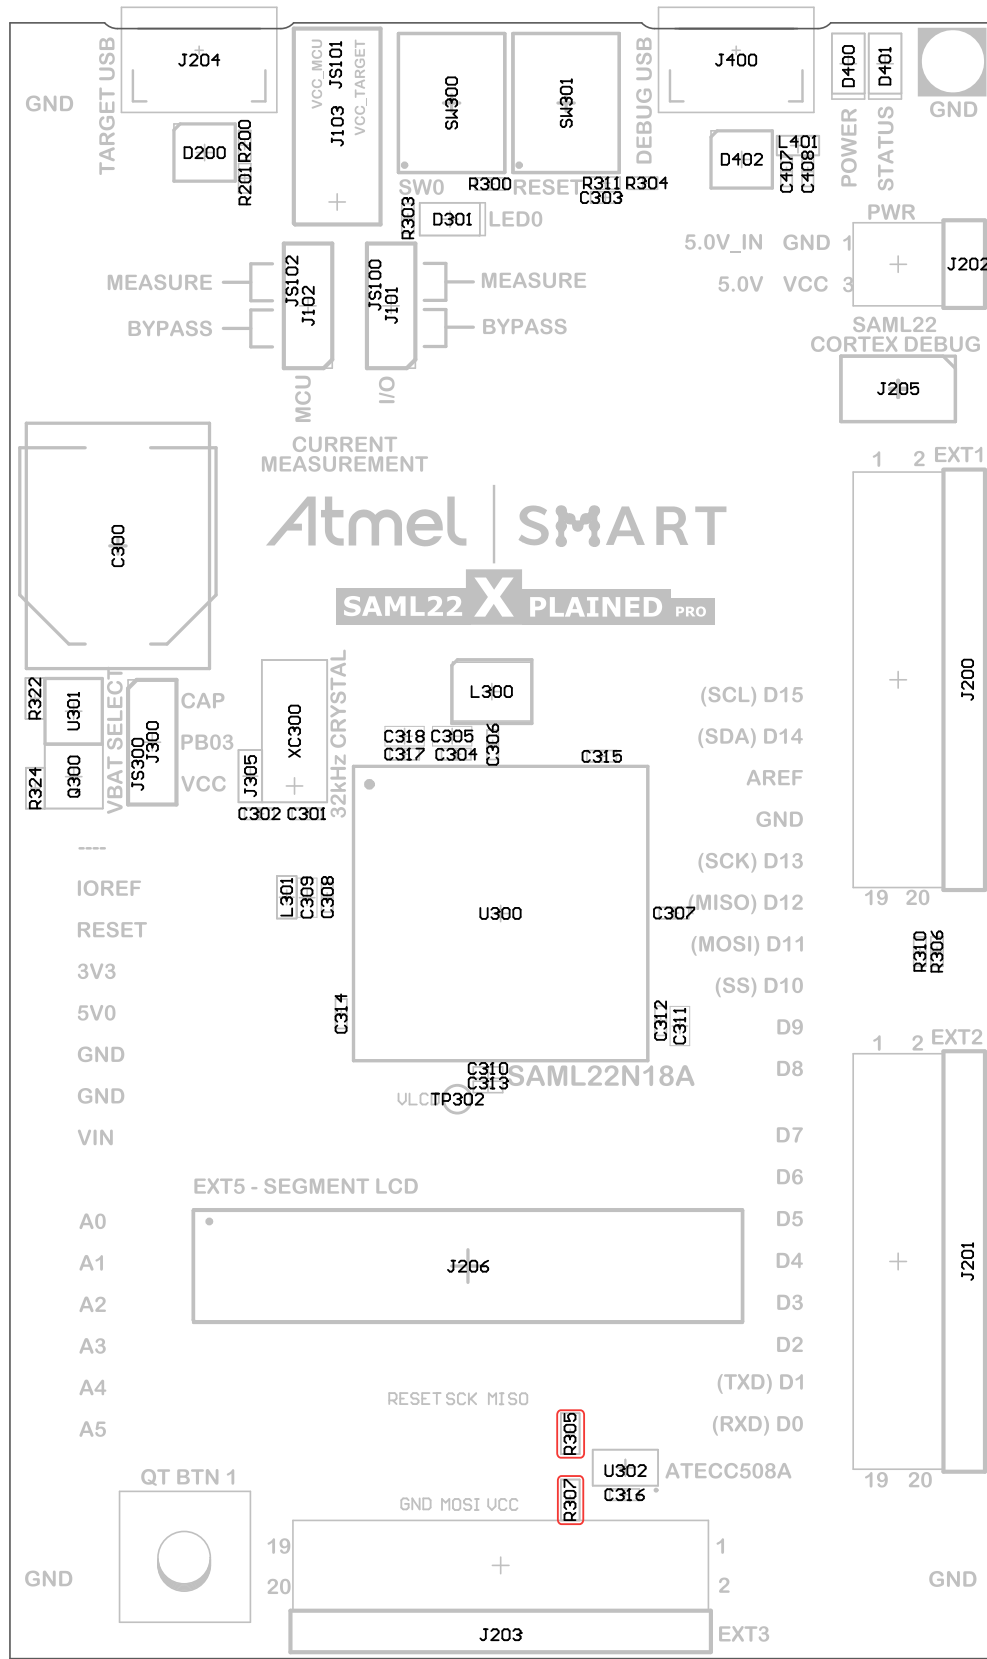 TARGET USB
J204
VCC_MCU
JS101
J103
VCC_TARGET
SW300
SW301
DEBUG USB
J400
D400
D401
GND
GND
D200
R200
R201
D402
L401
C407
C408
POWER
STATUS
SW0
R300
RESET
R311
R304
C303
R303
D301
LED0
PWR
5.0V_IN GND 1
J202
5.0V VCC 3
MEASURE
JS102
J102
JS100
J101
MEASURE
BYPASS
BYPASS
SAML22
CORTEX DEBUG
MCU
I/O
J205
CURRENT
MEASUREMENT
1 2 EXT1
Atmel | SMART
C300
SAML22 X PLAINED PRO
R322
U301
VBAT SELECT
JS300
J300
CAP
PB03
VCC
Q300
R324
XC300
J305
32kHz CRYSTAL
C302
C301
L300
C318
C305
C306
C317
C304
C315
(SCL) D15
J200
(SDA) D14
AREF
GND
(SCK) D13
(MISO) D12
19 20
(MOSI) D11
R310
R306
(SS) D10
D9
D8
----
IOREF
RESET
3V3
5V0
GND
GND
VIN
L301
C309
C308
U300
C307
C314
C312
C311
C310
C313
SAML22N18A
VLCD
TP302
1 2 EXT2
D7
D6
D5
D4
D3
D2
(TXD) D1
(RXD) D0
J201
19 20
EXT5 - SEGMENT LCD
J206
A0
A1
A2
A3
A4
A5
RESET SCK MISO
R305
U302
ATECC508A
C316
R307
QT BTN 1
GND MOSI VCC
19
1
20
2
GND
GND
J203
EXT3